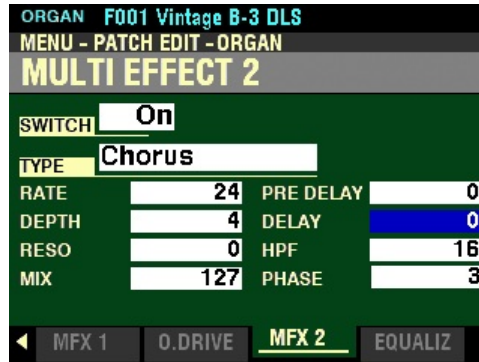 ORGAN F001 Vintage B-3 DLS
MENU - PATCH EDIT - ORGAN
MULTI EFFECT 2
SWITCH On
TYPE Chorus
RATE 24 PRE DELAY 0
DEPTH 4 DELAY 0
RESO 0 HPF 16
MIX 127 PHASE 3
MFX 1 O.DRIVE MFX 2 EQUALIZ